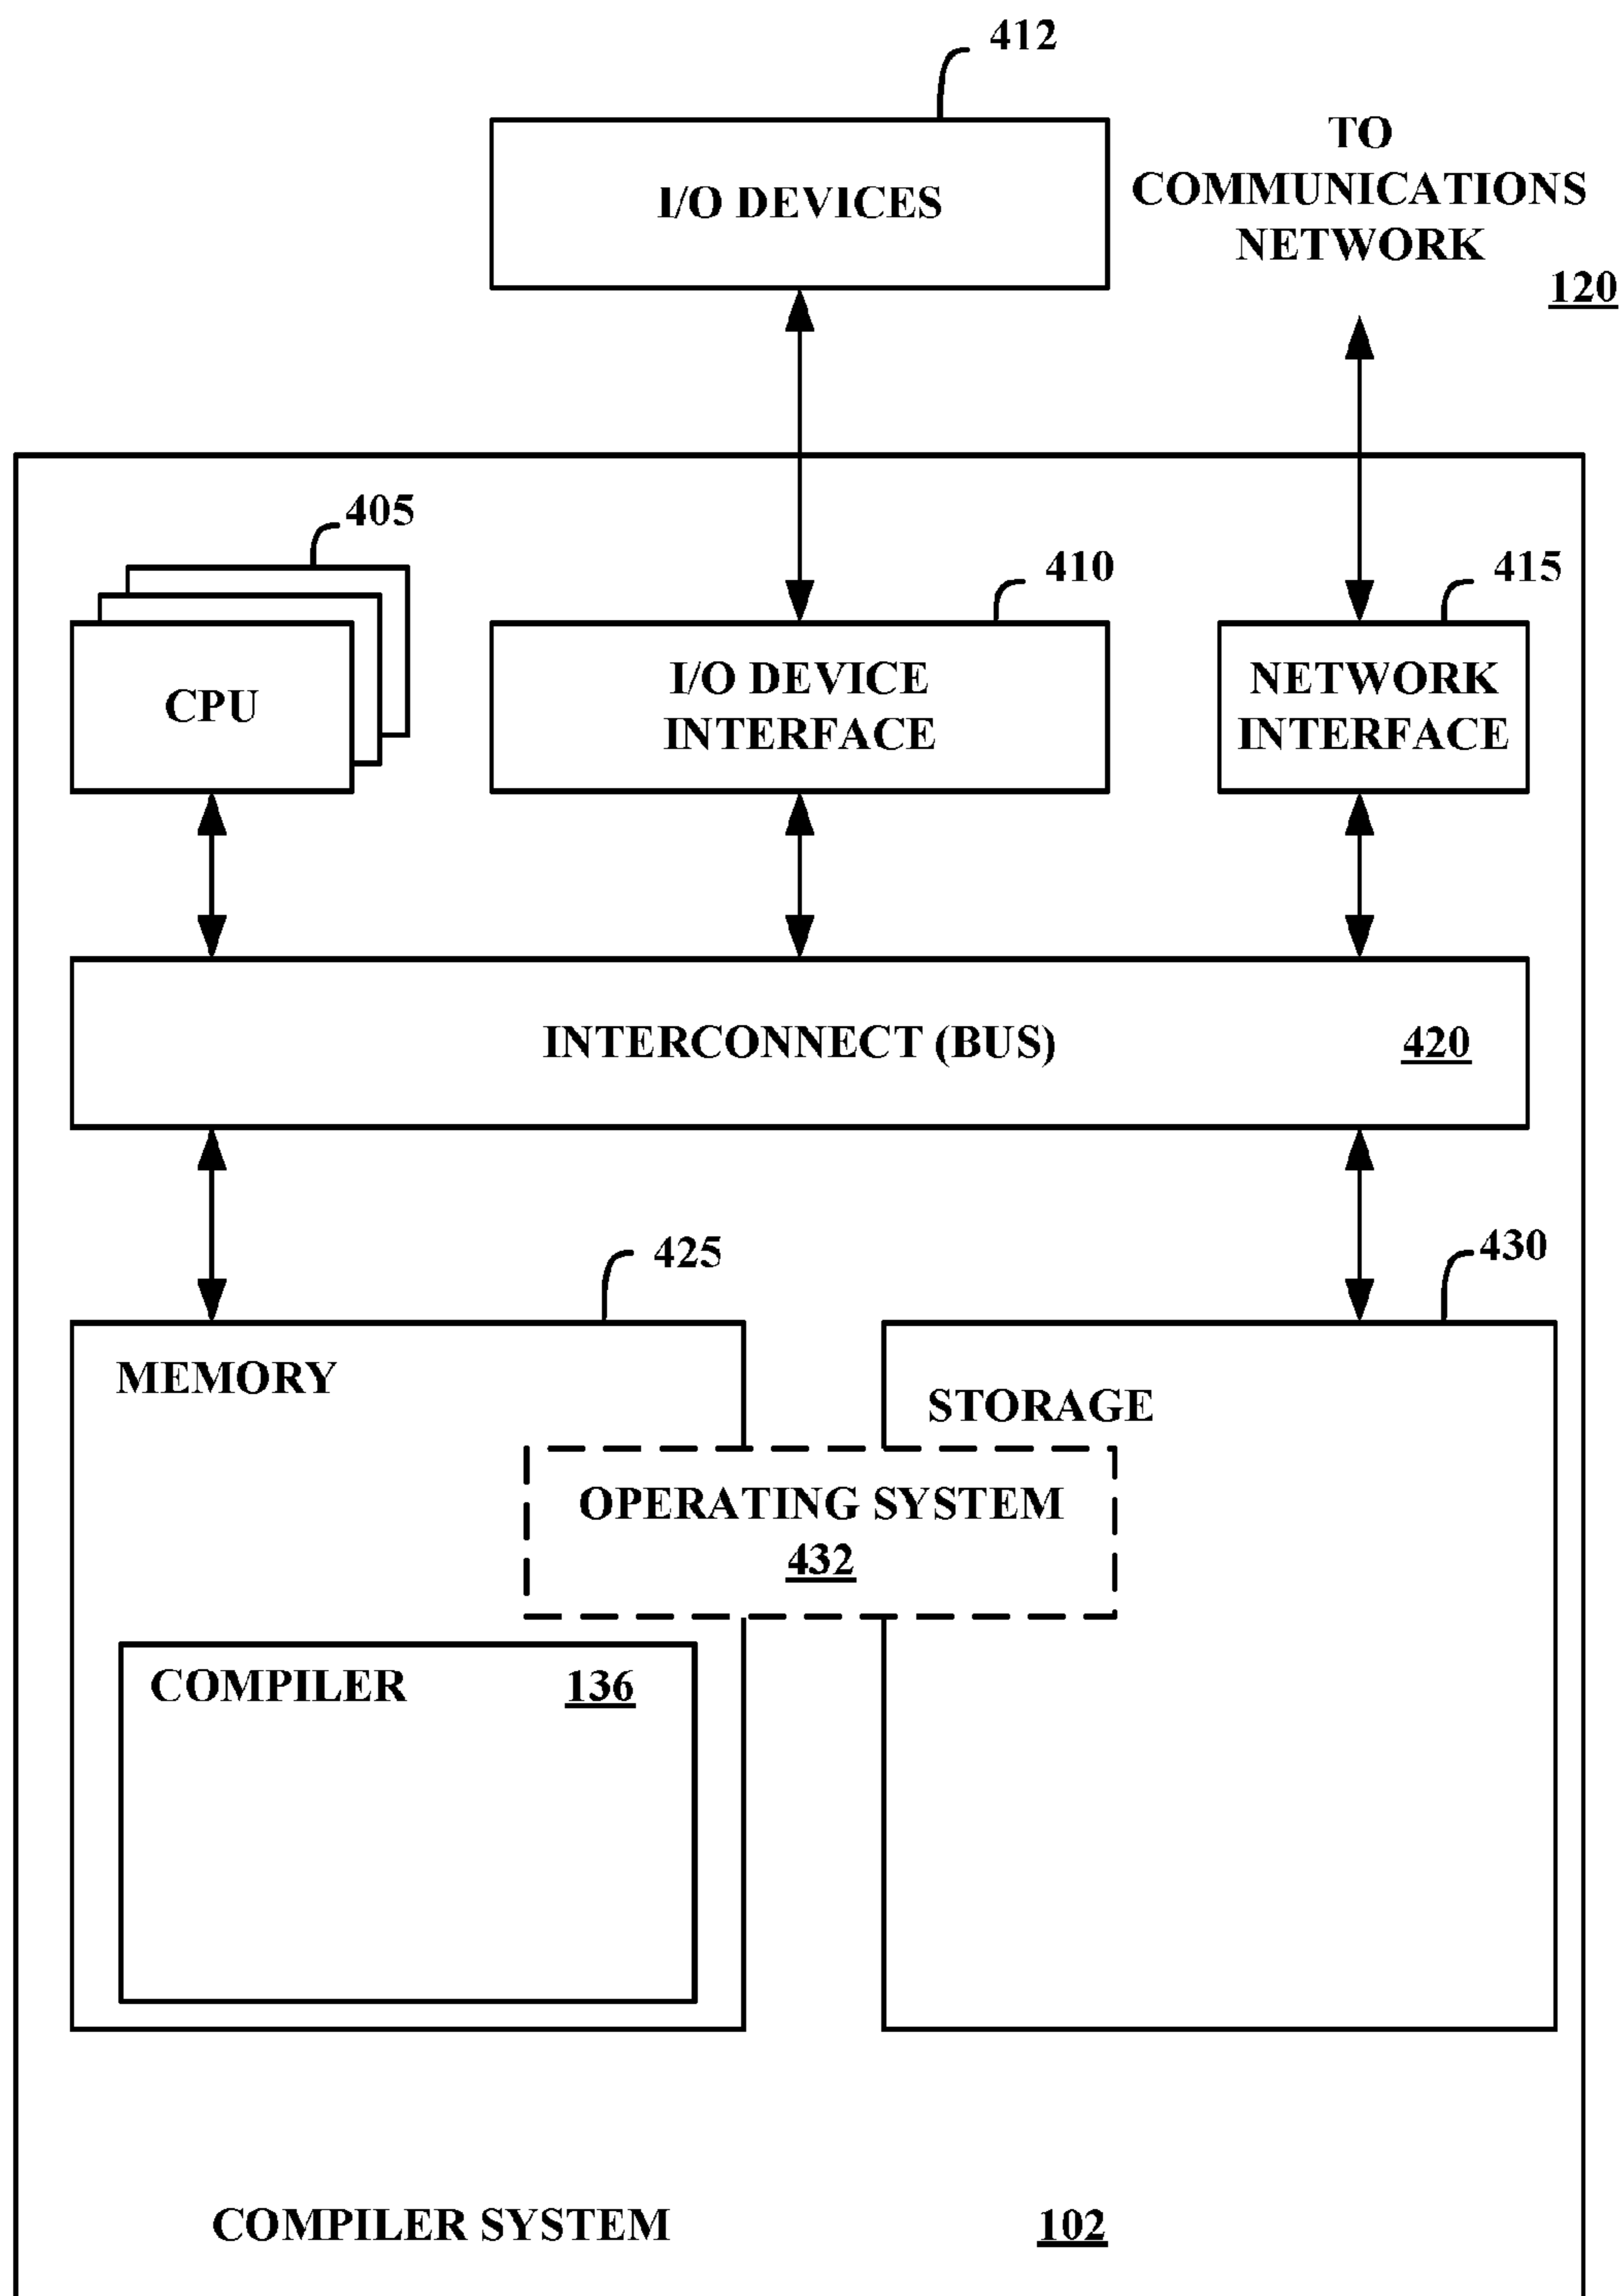 412
I/O DEVICES
TO
COMMUNICATIONS
NETWORK
120
405
410
415
CPU
I/O DEVICE
INTERFACE
NETWORK
INTERFACE
INTERCONNECT (BUS)
420
425
430
MEMORY
STORAGE
OPERATING SYSTEM
432
COMPILER
136
COMPILER SYSTEM
102